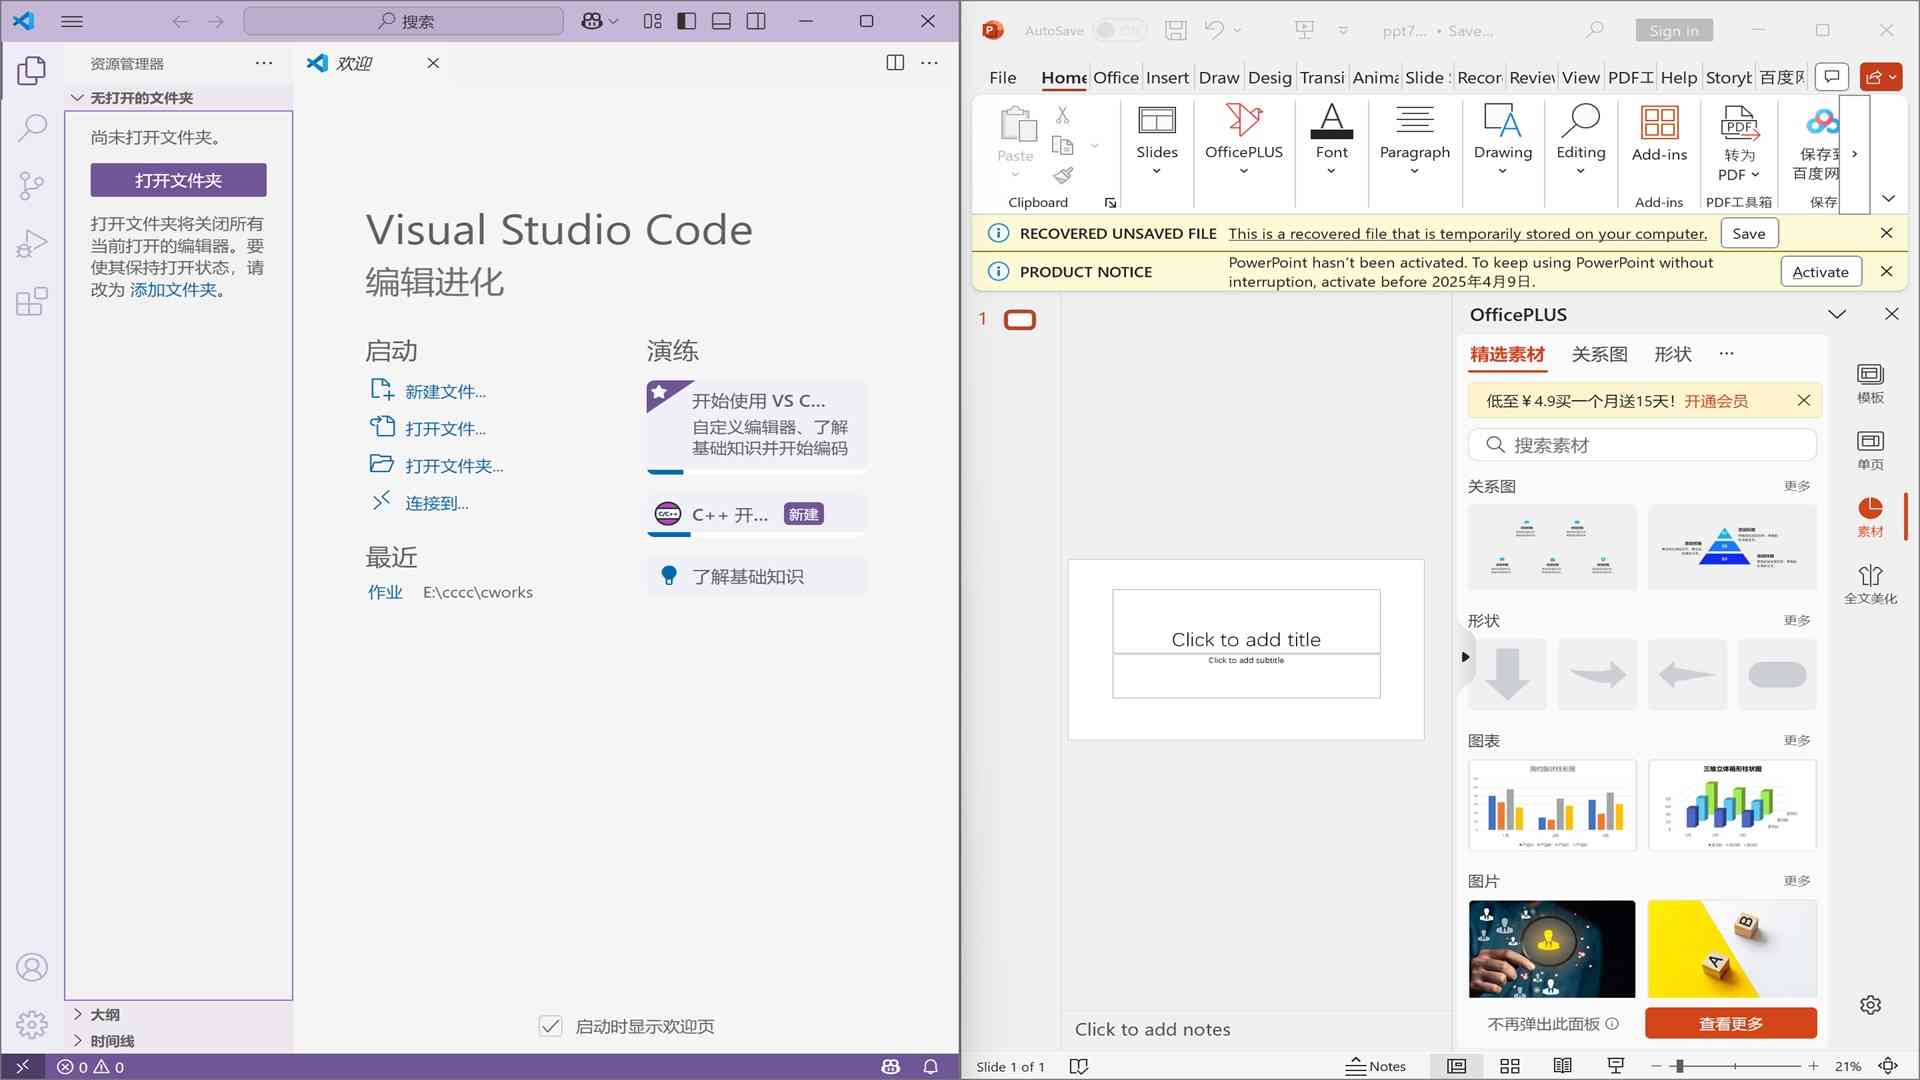 搜索
资源管理器
无打开的文件夹
尚未打开文件夹。
打开文件夹
打开文件夹将关闭所有
当前打开的编辑器。要
使其保持打开状态，请
改为 添加文件夹。
大纲
时间线
0 0
欢迎
Visual Studio Code
编辑进化
启动
新建文件...
打开文件...
打开文件夹...
连接到...
最近
作业 E:\cccc\cworks
演练
开始使用 VS C...
自定义编辑器、了解
基础知识并开始编码
C/C++
C++ 开... 新建
了解基础知识
启动时显示欢迎页
P
AutoSave Off
ppt7... • Save...
Sign in
File Home Office Insert Draw Desig Transi Anima Slide Recor Review View PDF工 Help Storyb 百度网
Paste
Clipboard
Slides
OfficePLUS
Font
Paragraph
Drawing
Editing
Add-ins
Add-ins
PDF
转为
PDF
PDF工具箱
保存到
百度网
保存
RECOVERED UNSAVED FILE This is a recovered file that is temporarily stored on your computer. Save
PRODUCT NOTICE
PowerPoint hasn't been activated. To keep using PowerPoint without
interruption, activate before 2025年4月9日.
Activate
1
Click to add title
Click to add subtitle
Click to add notes
OfficePLUS
精选素材 关系图 形状 ...
低至￥4.9买一个月送15天！开通会员
搜索素材
关系图 更多
形状 更多
图表 更多
三维立体箱形柱状图
图片 更多
B
A
不再弹出此面板
查看更多
模板
单页
素材
全文美化
Slide 1 of 1
Notes
21%